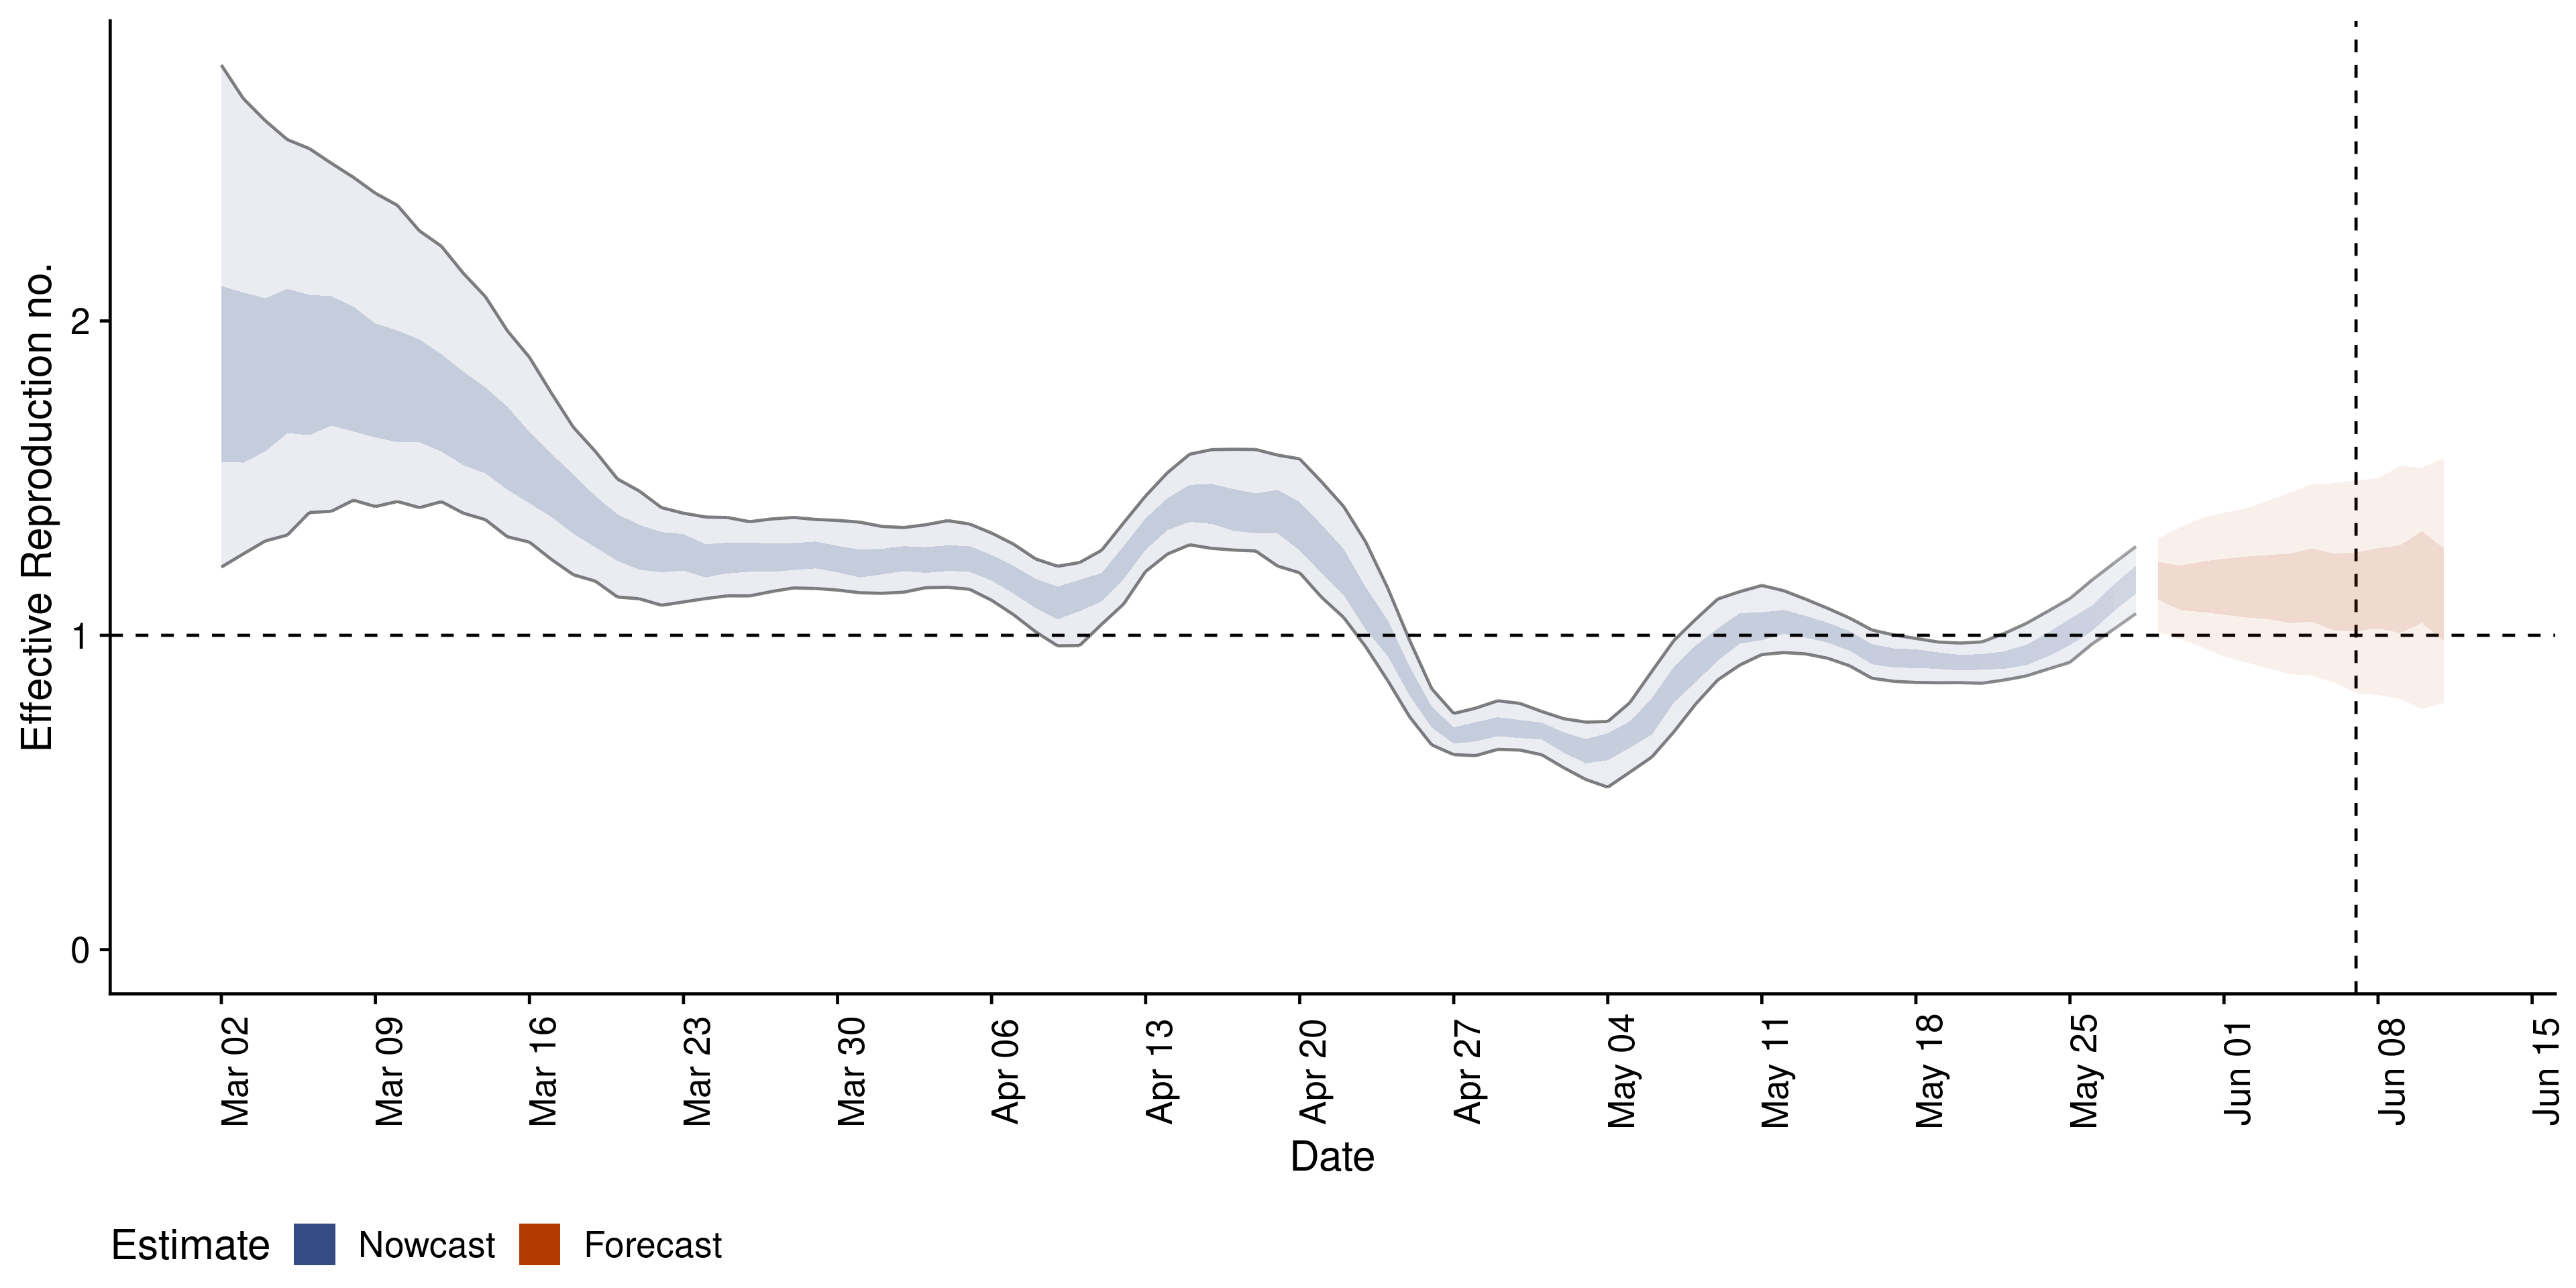 Effective Reproduction no.
2
1
0
Mar 02
Mar 09
Mar 16
Mar 23
Mar 30
Apr 06
Apr 13
Apr 20
Apr 27
May 04
May 11
May 18
May 25
Jun 01
Jun 08
Jun 15
Date
Estimate Nowcast Forecast